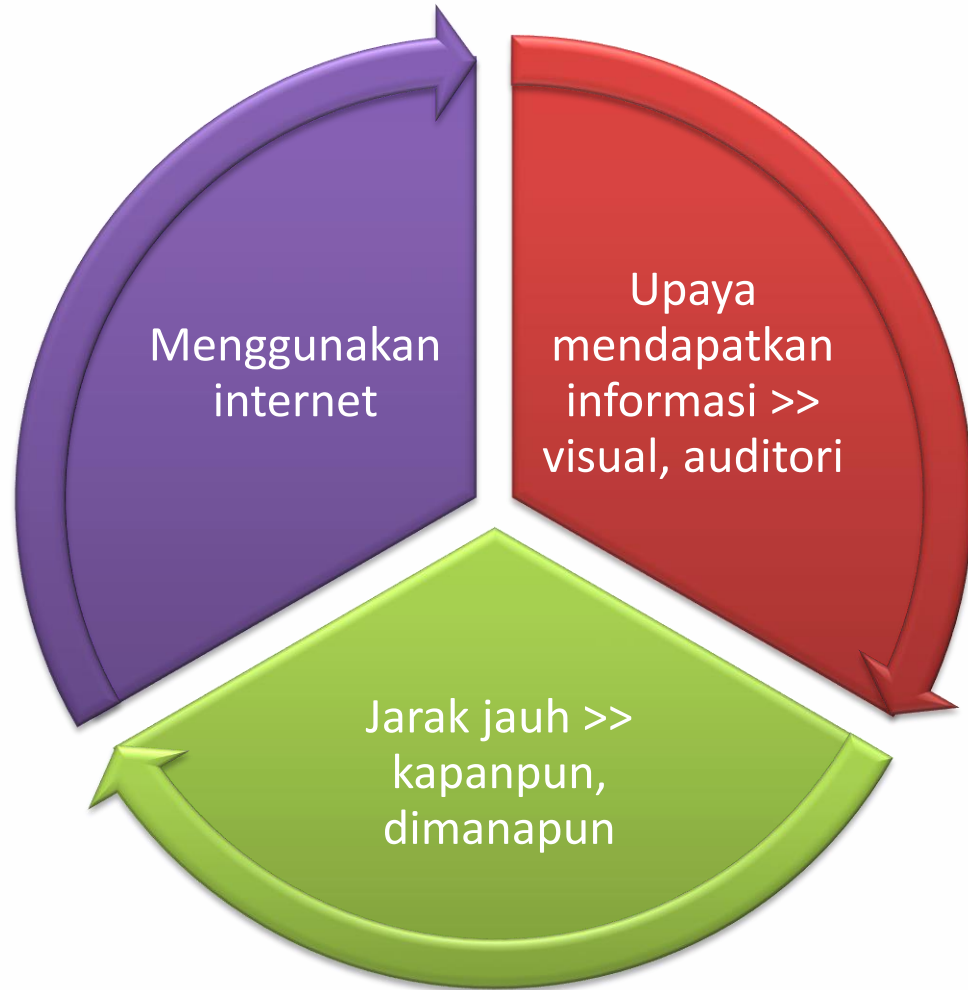 Menggunakan
internet
Upaya
mendapatkan
informasi >>
visual, auditori
Jarak jauh >>
kapanpun,
dimanapun